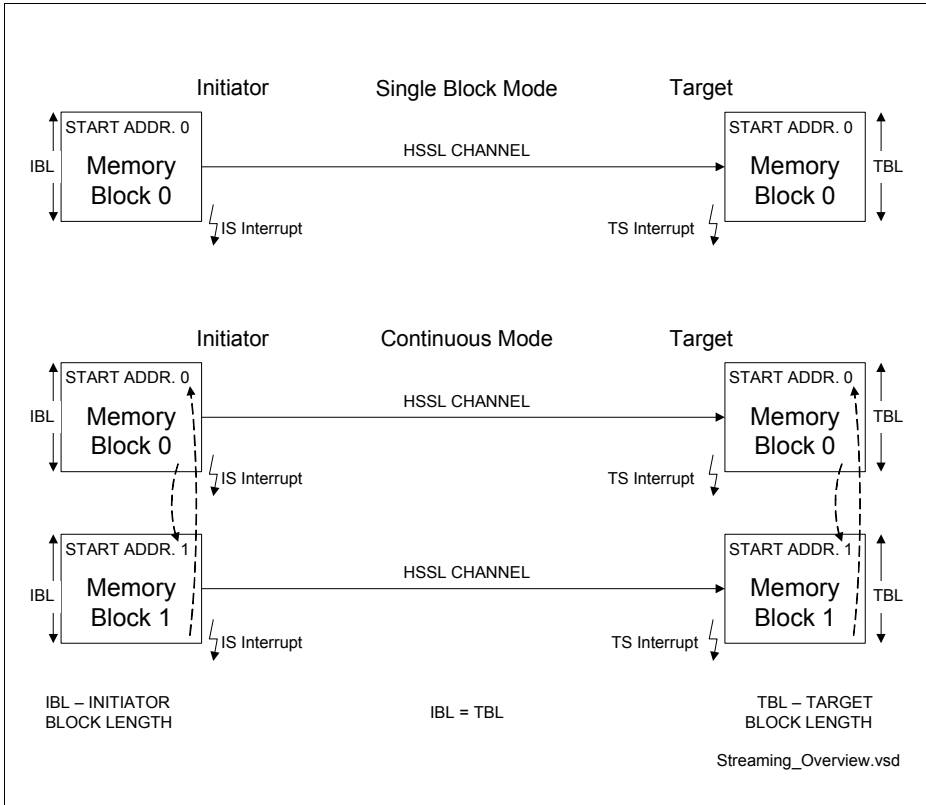 Initiator Single Block Mode Target
START ADDR. 0
IBL
Memory
Block 0
HSSL CHANNEL
START ADDR. 0
Memory
Block 0
TBL
IS Interrupt
TS Interrupt
Initiator Continuous Mode Target
START ADDR. 0
IBL
Memory
Block 0
HSSL CHANNEL
START ADDR. 0
Memory
Block 0
TBL
IS Interrupt
TS Interrupt
START ADDR. 1
IBL
Memory
Block 1
HSSL CHANNEL
START ADDR. 1
Memory
Block 1
TBL
IS Interrupt
TS Interrupt
IBL – INITIATOR
BLOCK LENGTH
IBL = TBL
TBL – TARGET
BLOCK LENGTH
Streaming_Overview.vsd